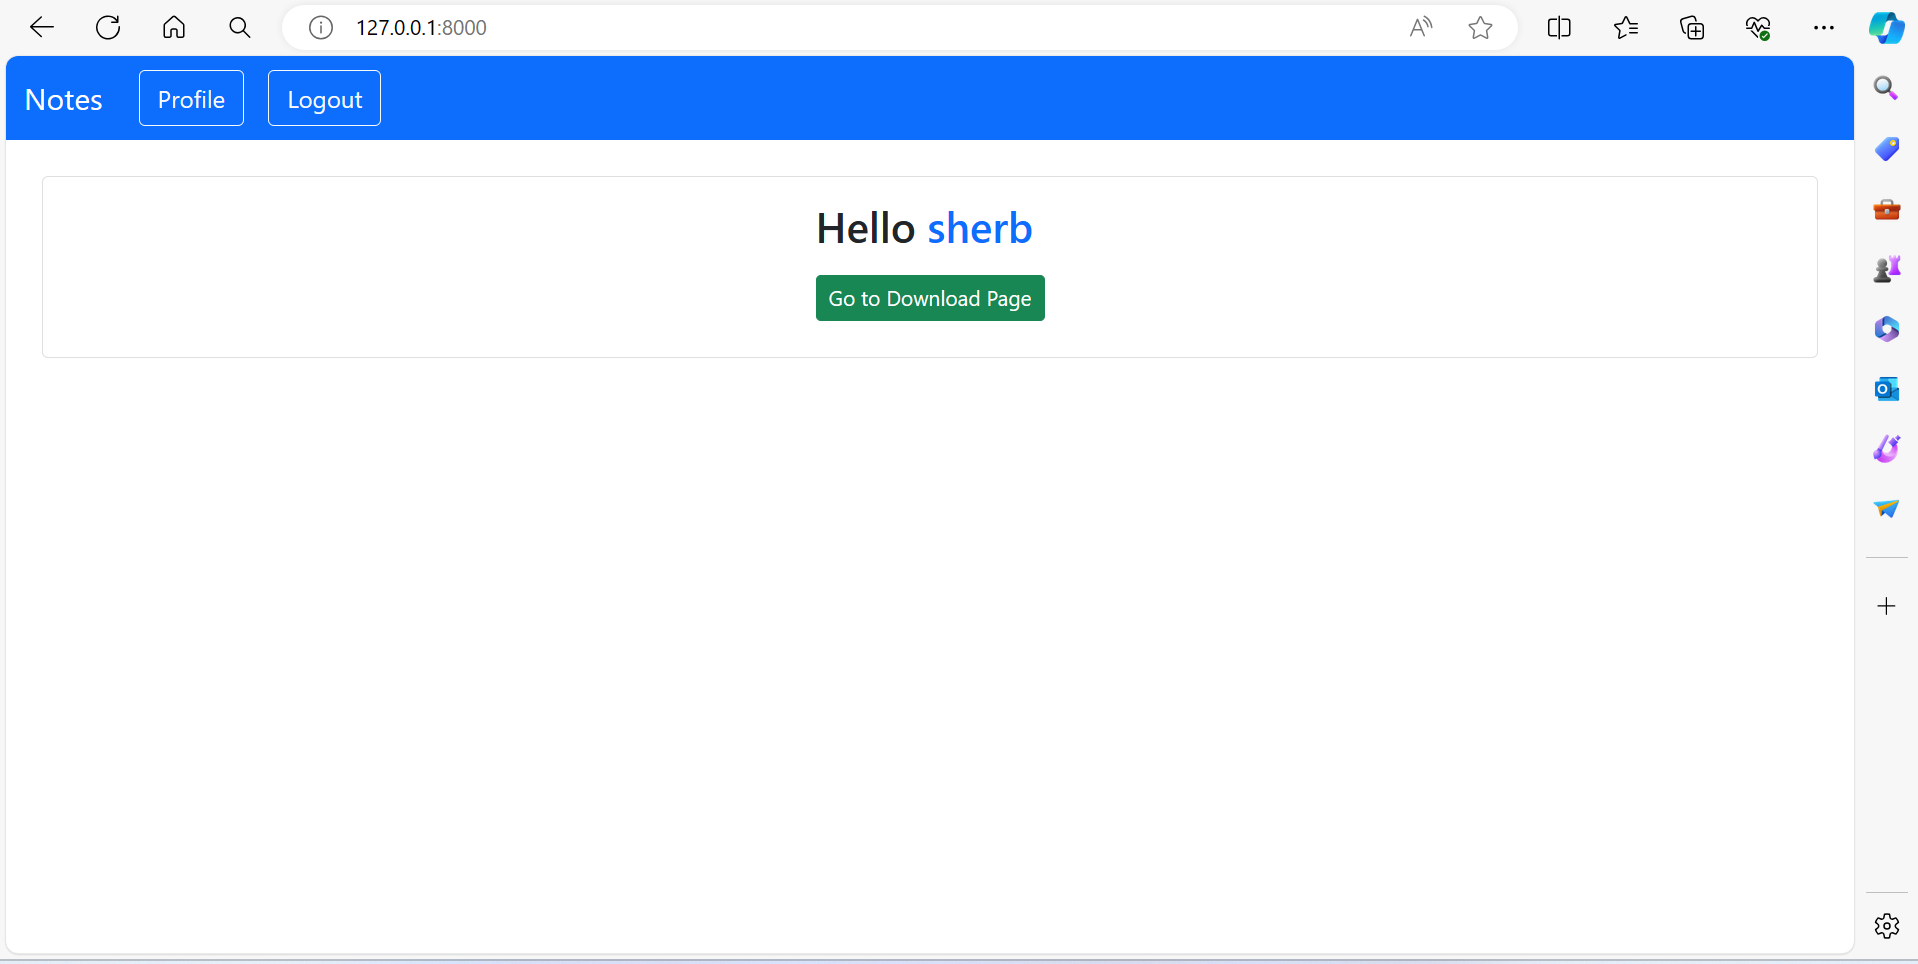 127.0.0.1:8000
Notes Profile Logout
Hello sherb
Go to Download Page